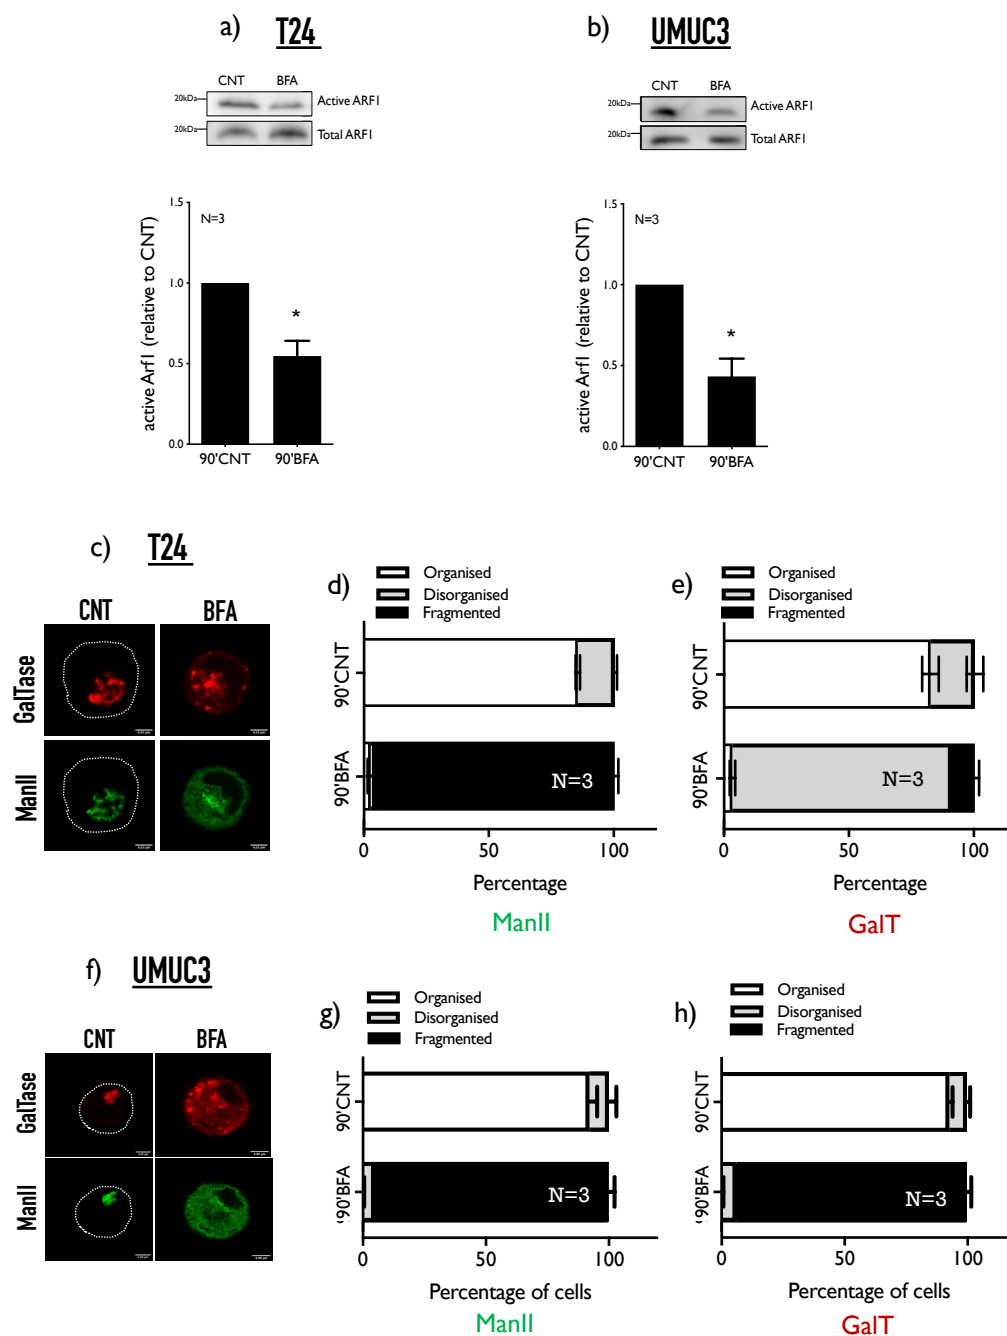 a) T24
CNT BFA
20kDa Active ARF1
20kDa Total ARF1
active Arf1 (relative to CNT)
1.5
1.0
0.5
0.0
N=3
*
90'CNT 90'BFA
b) UMUC3
CNT BFA
20kDa Active ARF1
20kDa Total ARF1
active Arf1 (relative to CNT)
1.5
1.0
0.5
0.0
N=3
*
90'CNT 90'BFA
c) T24
CNT BFA
GalTase
ManII
d)
Organised
Disorganised
Fragmented
90'CNT
90'BFA
N=3
0 50 100
Percentage
ManII
e)
Organised
Disorganised
Fragmented
90'CNT
90'BFA
N=3
0 50 100
Percentage
GalT
f) UMUC3
CNT BFA
GalTase
ManII
g)
Organised
Disorganised
Fragmented
90'CNT
90'BFA
N=3
0 50 100
Percentage of cells
ManII
h)
Organised
Disorganised
Fragmented
90'CNT
90'BFA
N=3
0 50 100
Percentage of cells
GalT